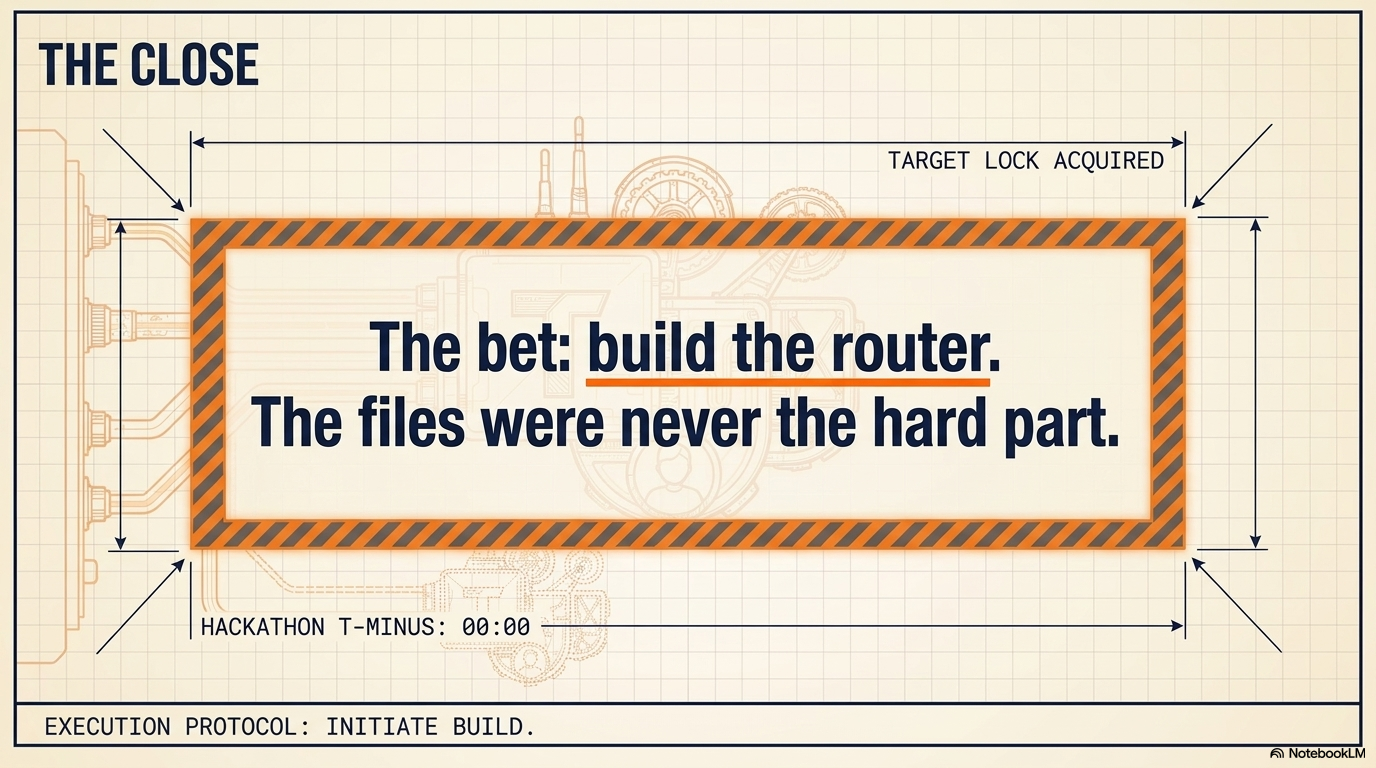 THE CLOSE
TARGET LOCK ACQUIRED
The bet: build the router.
The files were never the hard part.
HACKATHON T-MINUS: 00:00
EXECUTION PROTOCOL: INITIATE BUILD.
NotebookLM